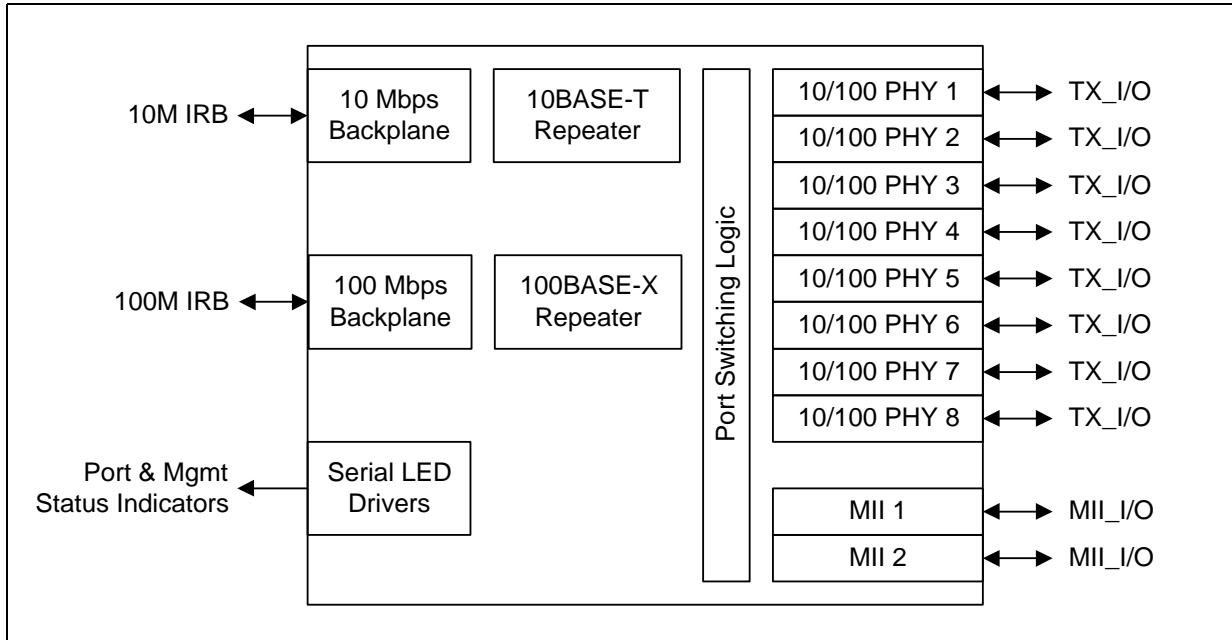 10M IRB
10 Mbps
Backplane
10BASE-T
Repeater
100M IRB
100 Mbps
Backplane
100BASE-X
Repeater
Port & Mgmt
Status Indicators
Serial LED
Drivers
Port Switching Logic
10/100 PHY 1
TX_I/O
10/100 PHY 2
TX_I/O
10/100 PHY 3
TX_I/O
10/100 PHY 4
TX_I/O
10/100 PHY 5
TX_I/O
10/100 PHY 6
TX_I/O
10/100 PHY 7
TX_I/O
10/100 PHY 8
TX_I/O
MII 1
MII_I/O
MII 2
MII_I/O